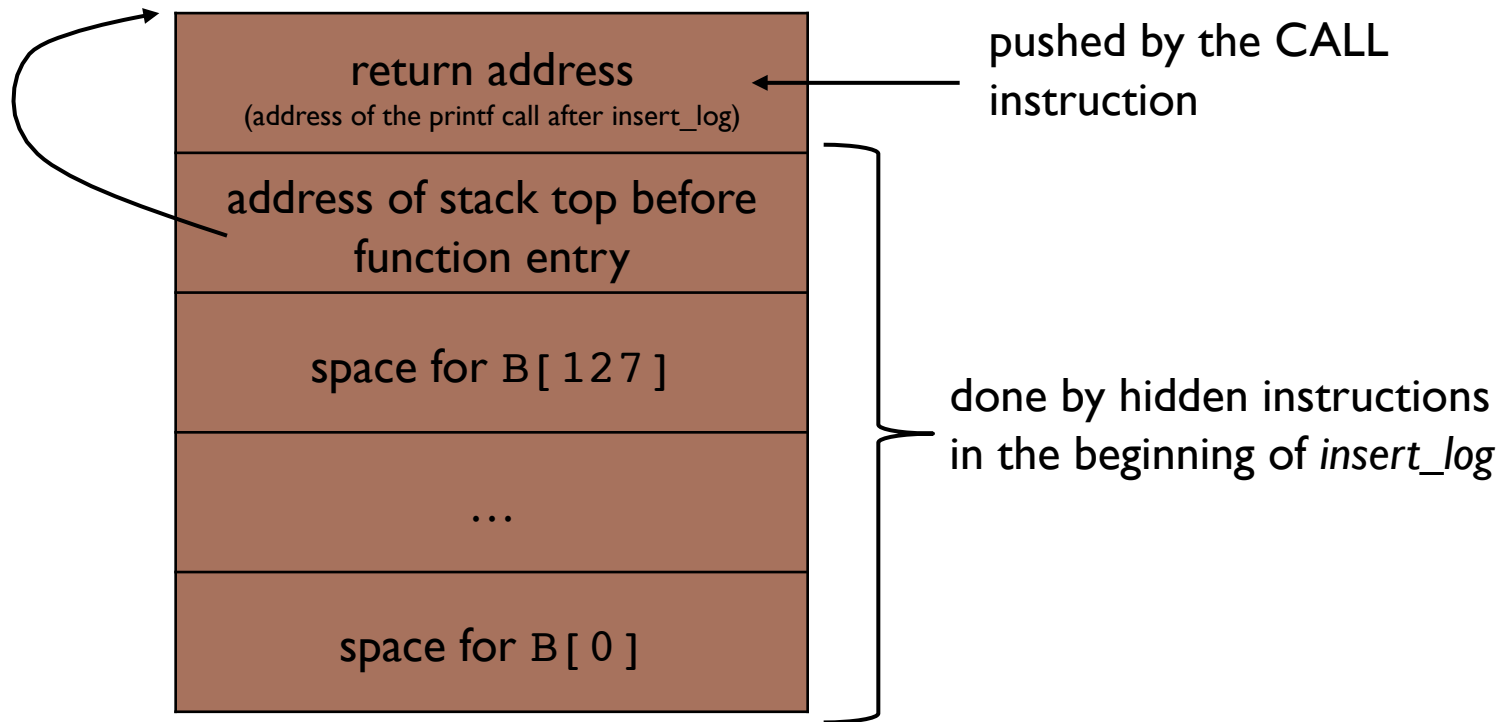 return address
(address of the printf call after insert_log)
pushed by the CALL
instruction
address of stack top before
function entry
space for B[127]
done by hidden instructions
in the beginning of insert_log
...
space for B[0]